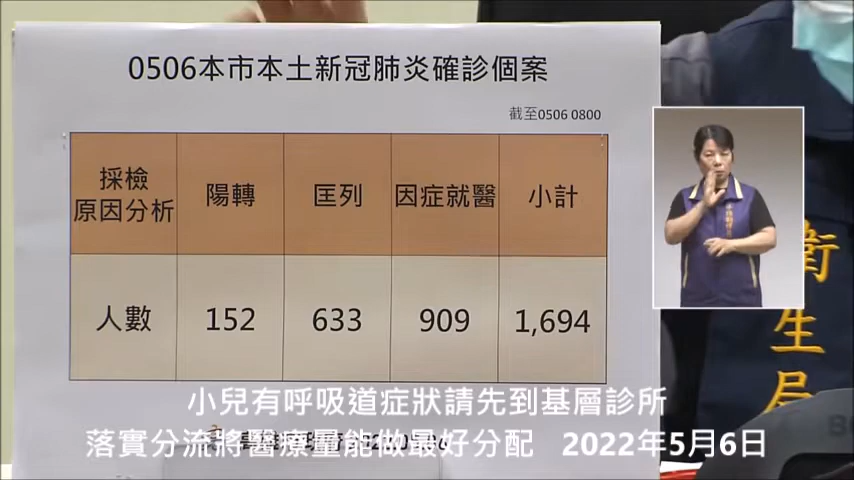 0506本市本土新冠肺炎確診個案
截至0506 0800
採檢原因分析 陽轉 匡列 因症就醫 小計
人數 152 633 909 1,694
衛生局
小兒有呼吸道症狀請先到基層診所
落實分流將醫療量能做最好分配 2022年5月6日